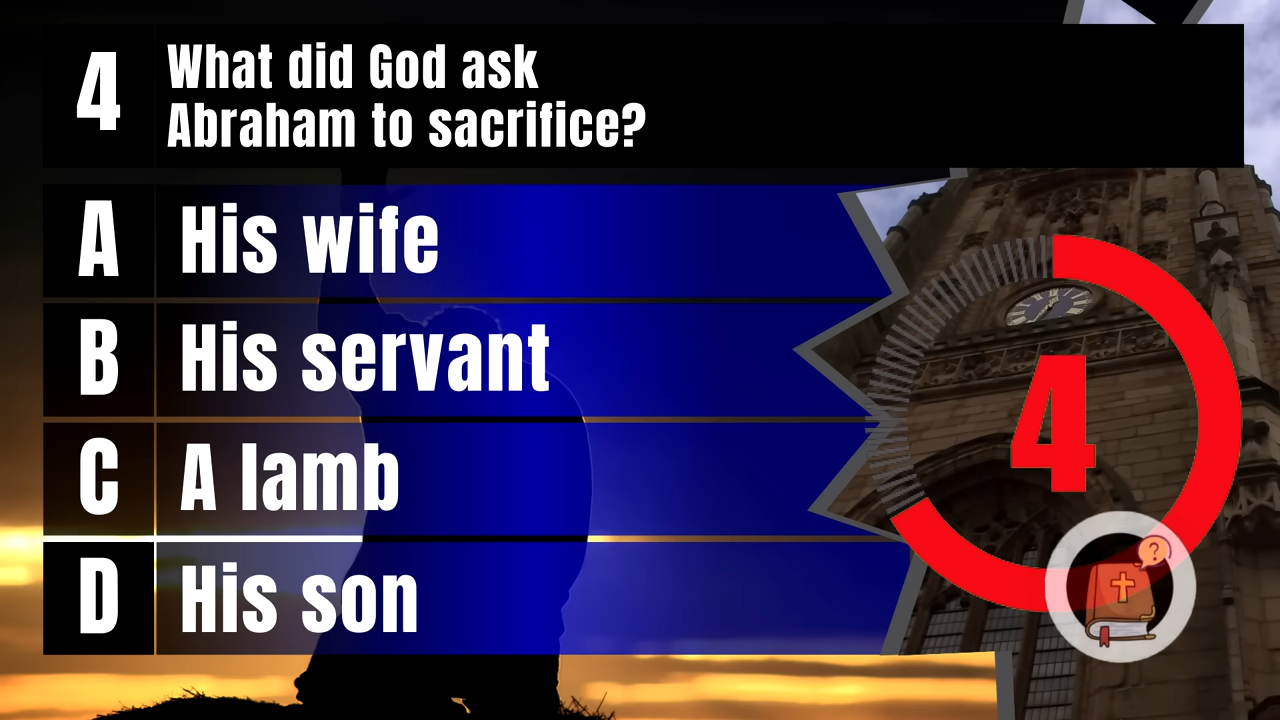 4
What did God ask
Abraham to sacrifice?
A
His wife
B
His servant
C
A lamb
D
His son
4
?